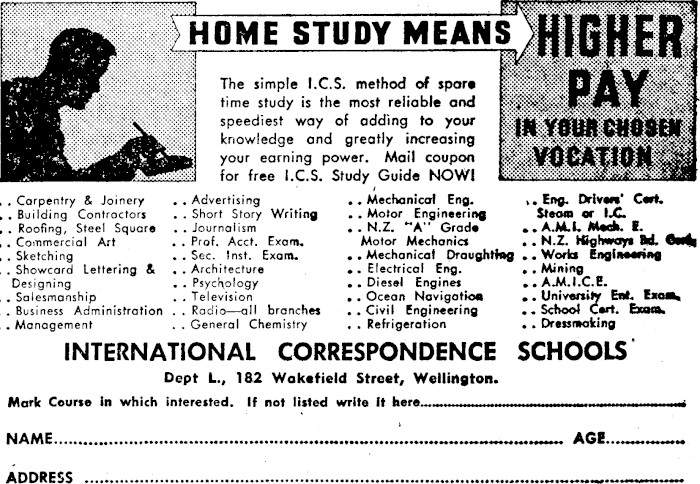 HOME STUDY MEANS
HIGHER
PAY
IN YOUR CHOSEN
VOCATION
The simple I.C.S. method of spare
time study is the most reliable and
speediest way of adding to your
knowledge and greatly increasing
your earning power. Mail coupon
for free I.C.S. Study Guide NOW!
. . Carpentry & Joinery
. . Building Contractors
. . Roofing, Steel Square
. . Commercial Art
. . Sketching
. . Showcard Lettering &
Designing
. . Salesmanship
. . Business Administration
. . Management
. . Advertising
. . Short Story Writing
. . Journalism
. . Prof. Acct. Exam.
. . Sec. Inst. Exam.
. . Architecture
. . Psychology
. . Television
. . Radio—all branches
. . General Chemistry
. . Mechanical Eng.
. . Motor Engineering
. . N.Z. "A" Grade
Motor Mechanics
. . Mechanical Draughting
. . Electrical Eng.
. . Diesel Engines
. . Ocean Navigation
. . Civil Engineering
. . Refrigeration
. . Eng. Drivers' Cert.
Steam or I.C.
. . A.M.I. Mech. E.
. . N.Z. Highways Bd.
. . Works Engineering
. . Mining
. . A.M.I.C.E.
. . University Ent. Exam.
. . School Cert. Exam.
. . Dressmaking
INTERNATIONAL CORRESPONDENCE SCHOOLS
Dept L., 182 Wakefield Street, Wellington.
Mark Course in which interested. If not listed write it here........................
NAME........................ AGE..............
ADDRESS ........................